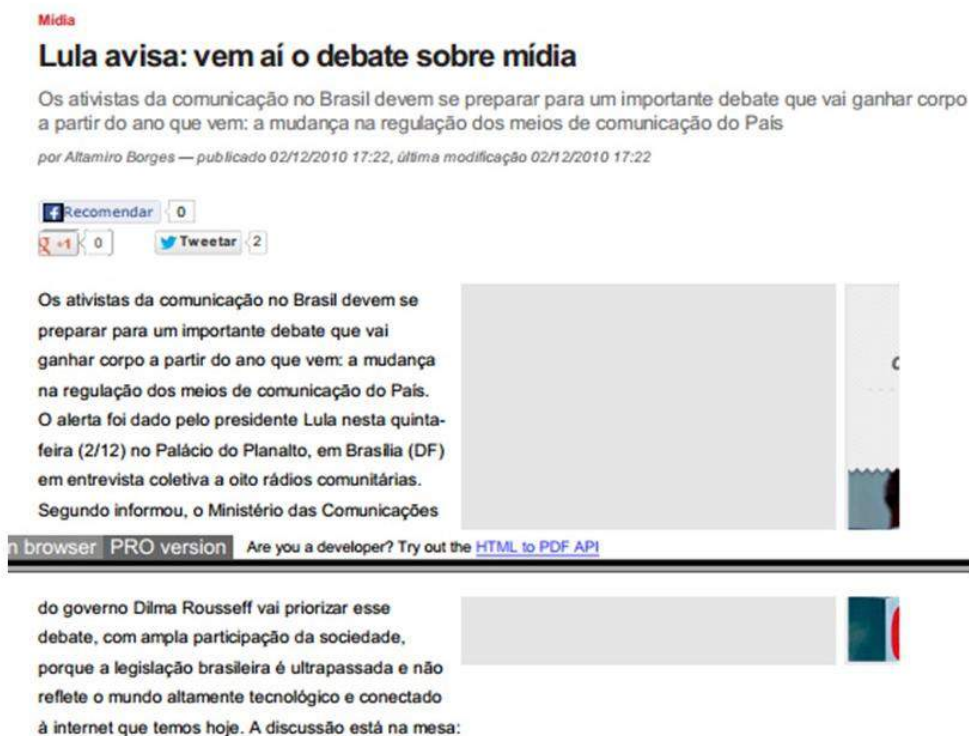 Mídia
Lula avisa: vem aí o debate sobre mídia
Os ativistas da comunicação no Brasil devem se preparar para um importante debate que vai ganhar corpo
a partir do ano que vem: a mudança na regulação dos meios de comunicação do País
por Altamiro Borges — publicado 02/12/2010 17:22, última modificação 02/12/2010 17:22
Recomendar 0
+1 0 Tweetar 2
Os ativistas da comunicação no Brasil devem se
preparar para um importante debate que vai
ganhar corpo a partir do ano que vem: a mudança
na regulação dos meios de comunicação do País.
O alerta foi dado pelo presidente Lula nesta quinta-
feira (2/12) no Palácio do Planalto, em Brasília (DF)
em entrevista coletiva a oito rádios comunitárias.
Segundo informou, o Ministério das Comunicações
n browser PRO version Are you a developer? Try out the HTML to PDF API
do governo Dilma Rousseff vai priorizar esse
debate, com ampla participação da sociedade,
porque a legislação brasileira é ultrapassada e não
reflete o mundo altamente tecnológico e conectado
à internet que temos hoje. A discussão está na mesa: